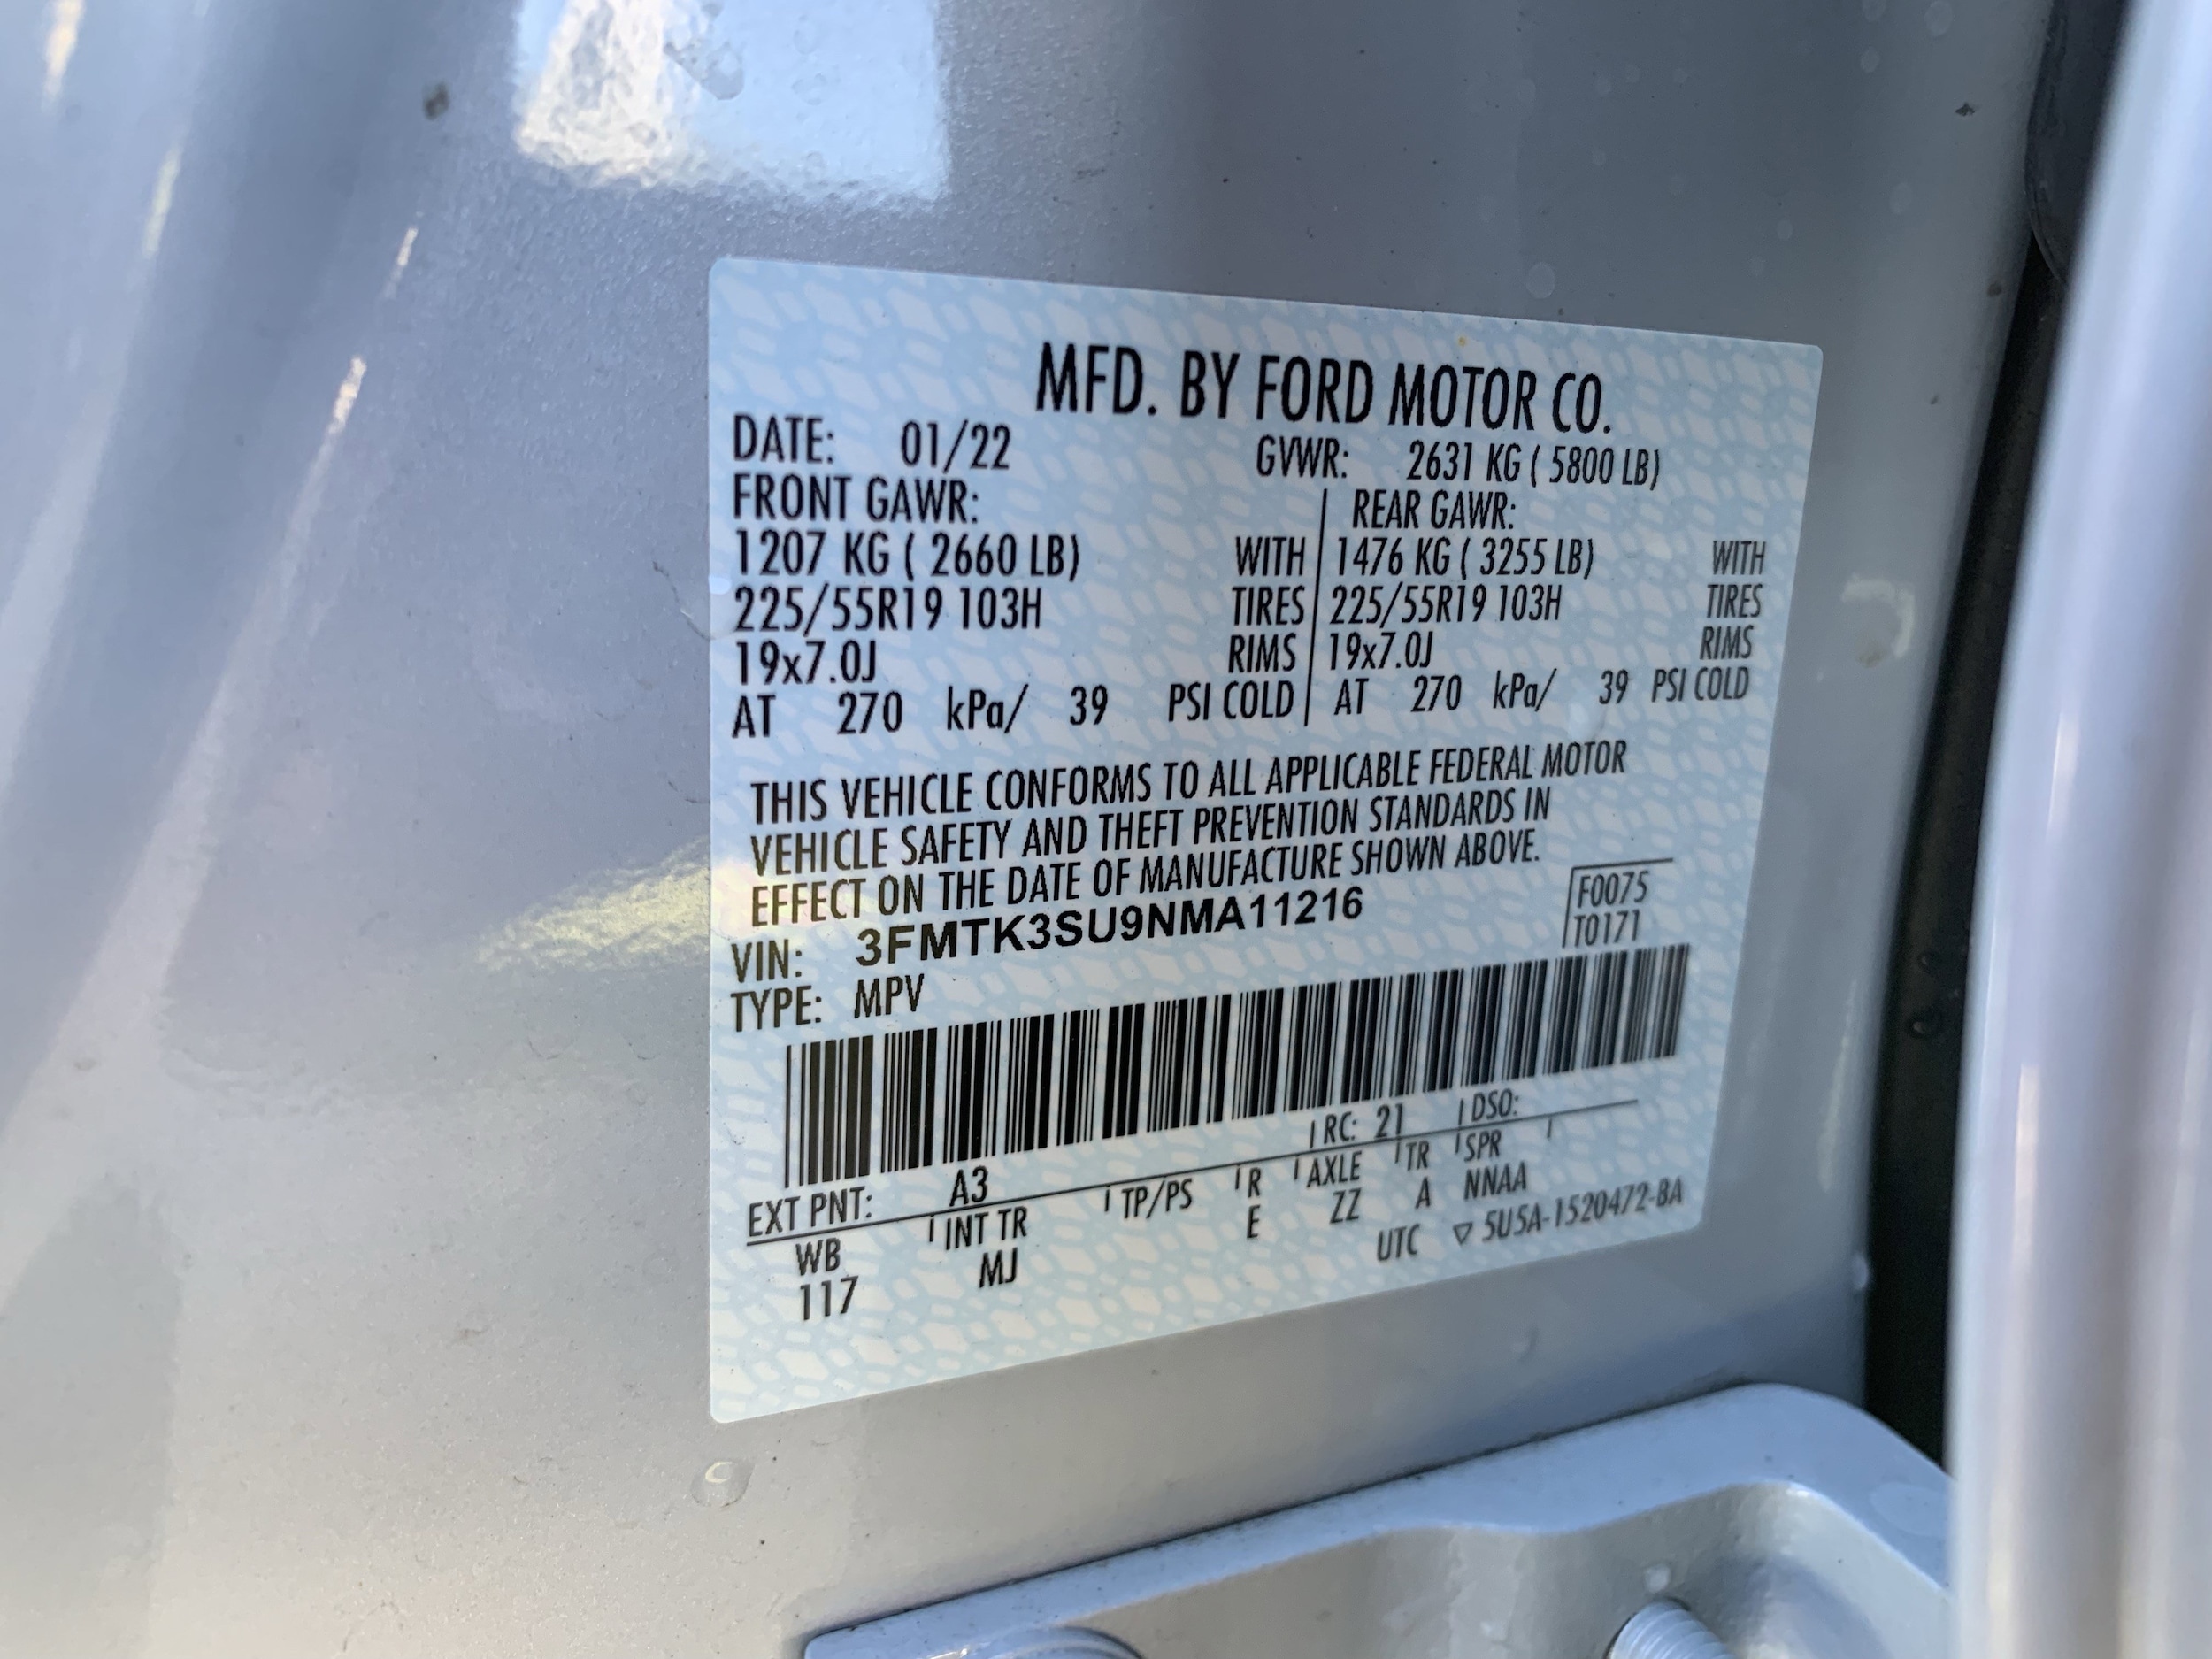 MFD. BY FORD MOTOR CO.
DATE: 01/22 GVWR: 2631 KG ( 5800 LB)
FRONT GAWR: REAR GAWR:
1207 KG ( 2660 LB) WITH 1476 KG ( 3255 LB) WITH
225/55R19 103H TIRES 225/55R19 103H TIRES
19x7.0J RIMS 19x7.0J RIMS
AT 270 kPa/ 39 PSI COLD AT 270 kPa/ 39 PSI COLD
THIS VEHICLE CONFORMS TO ALL APPLICABLE FEDERAL MOTOR
VEHICLE SAFETY AND THEFT PREVENTION STANDARDS IN
EFFECT ON THE DATE OF MANUFACTURE SHOWN ABOVE.
VIN: 3FMTK3SU9NMA11216 F0075
TYPE: MPV T0171
EXT PNT: A3 RC: 21 DSO:
WB INT TR TP/PS R AXLE TR SPR
117 MJ E ZZ A NNAA
UTC ▽ 5U5A-1520472-BA